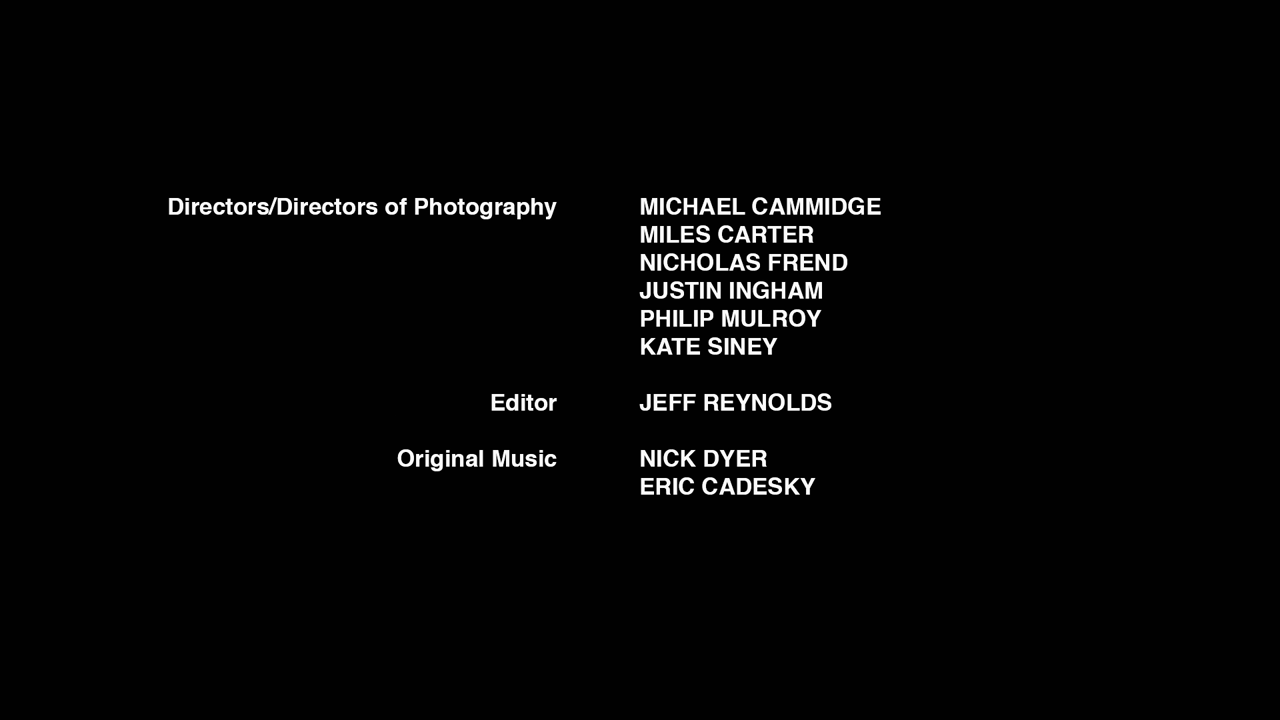 Directors/Directors of Photography MICHAEL CAMMIDGE
MILES CARTER
NICHOLAS FREND
JUSTIN INGHAM
PHILIP MULROY
KATE SINEY
Editor JEFF REYNOLDS
Original Music NICK DYER
ERIC CADESKY